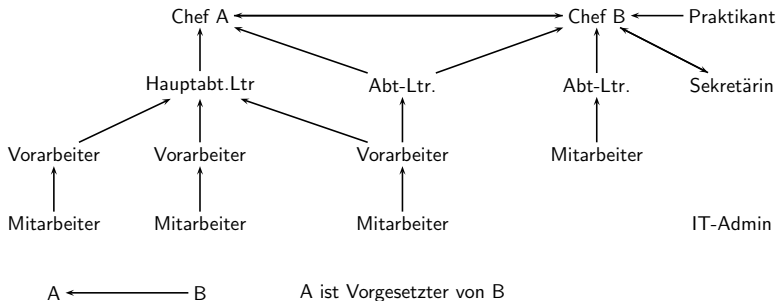 Chef A Chef B Praktikant
Hauptabt.Ltr Abt-Ltr. Abt-Ltr. Sekretärin
Vorarbeiter Vorarbeiter Vorarbeiter Mitarbeiter
Mitarbeiter Mitarbeiter Mitarbeiter IT-Admin
A B A ist Vorgesetzter von B